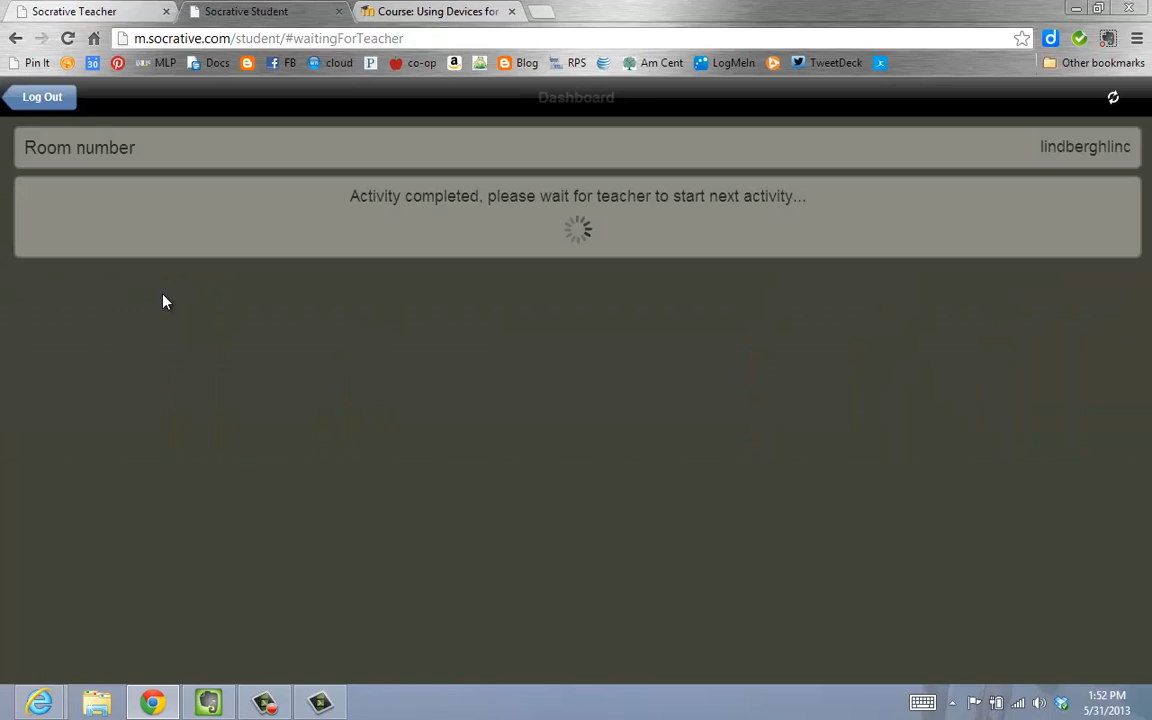 Socrative Teacher
Socrative Student
Course: Using Devices for
m.socrative.com/student/#waitingForTeacher
Pin It
30
MLP
Docs
FB
cloud
co-op
Blog
RPS
Am Cent
LogMeIn
TweetDeck
Other bookmarks
Log Out
Dashboard
Room number
lindberghlinc
Activity completed, please wait for teacher to start next activity...
1:52 PM
5/31/2013